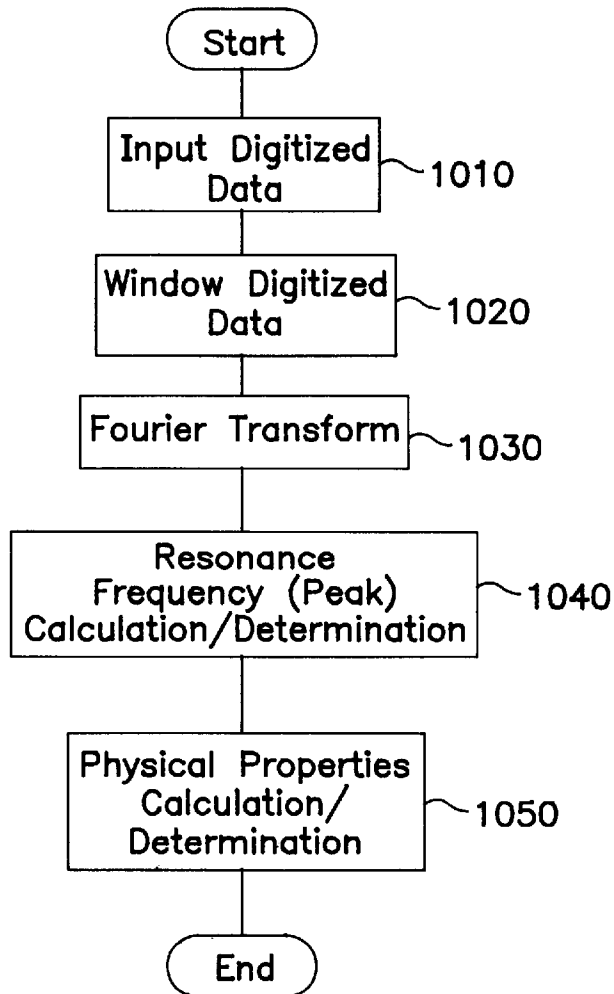 Start
Input Digitized
Data
1010
Window Digitized
Data
1020
Fourier Transform
1030
Resonance
Frequency (Peak)
Calculation/Determination
1040
Physical Properties
Calculation/
Determination
1050
End